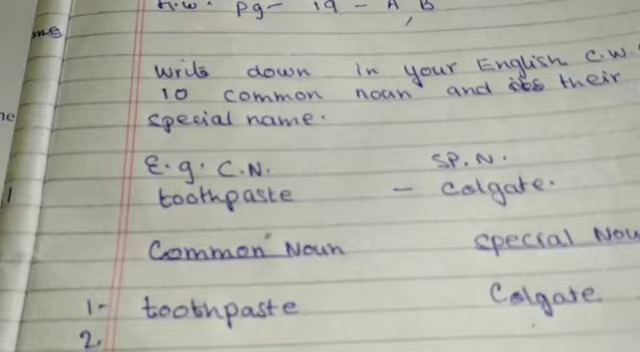 H.W. Pg- 19 - A, B
ms
Write down in your English C.W.
10 common noun and their
special name.
E.g. C.N. SP.N.
toothpaste - Colgate.
Common Noun Special Nou
1- toothpaste Colgate
2.